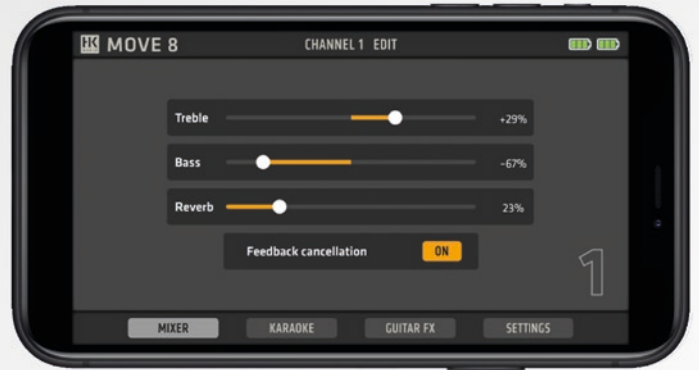 HK MOVE 8
CHANNEL 1 EDIT
Treble +29%
Bass -67%
Reverb 23%
Feedback cancellation ON
1
MIXER KARAOKE GUITAR FX SETTINGS